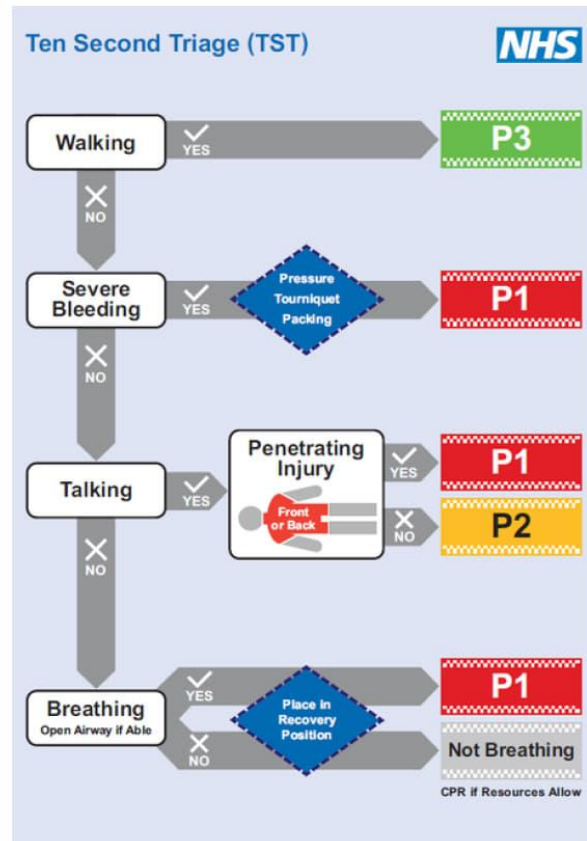 Ten Second Triage (TST)
NHS
Walking
YES
P3
NO
Severe
Bleeding
YES
Pressure
Tourniquet
Packing
P1
NO
Talking
YES
Penetrating
Injury
Front
or Back
YES
P1
NO
P2
NO
Breathing
Open Airway if Able
YES
Place in
Recovery
Position
P1
NO
Not Breathing
CPR if Resources Allow